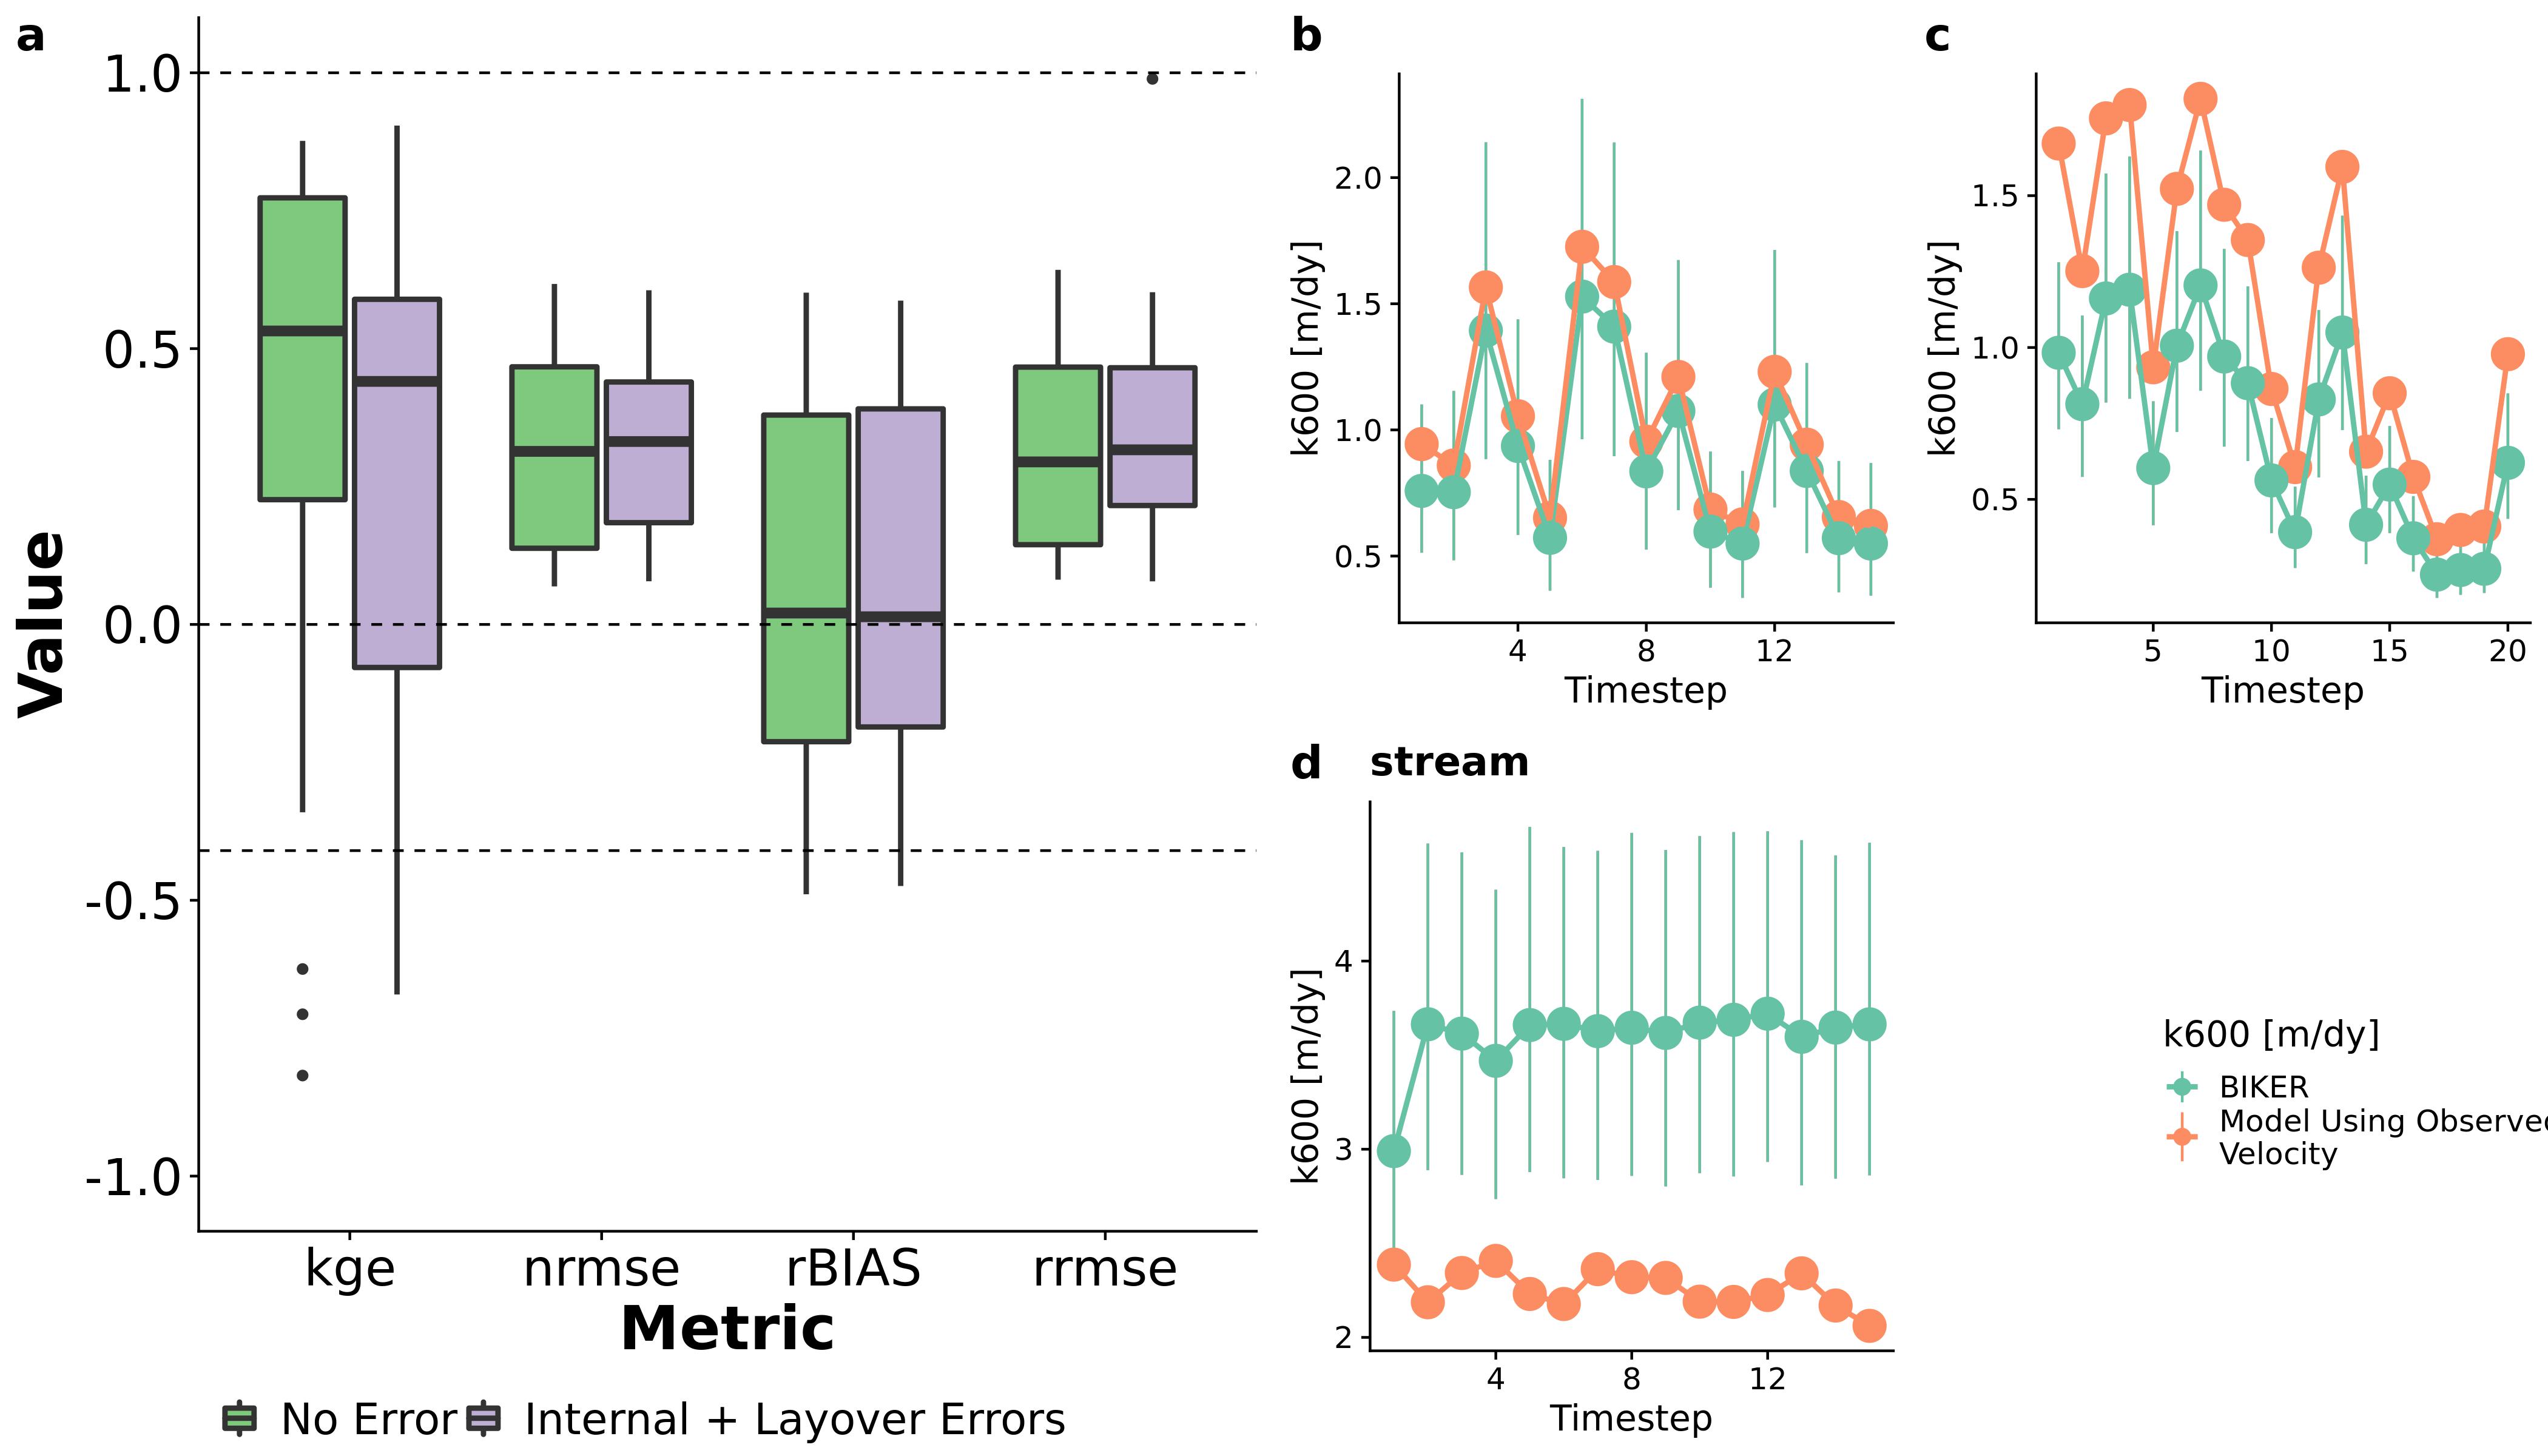 a
1.0
0.5
0.0
-0.5
-1.0
Value
kge nrmse rBIAS rrmse
Metric
No Error Internal + Layover Errors
b
2.0
1.5
1.0
0.5
k600 [m/dy]
4 8 12
Timestep
c
1.5
1.0
0.5
k600 [m/dy]
5 10 15 20
Timestep
d stream
4
3
2
k600 [m/dy]
4 8 12
Timestep
k600 [m/dy]
BIKER
Model Using Observed
Velocity